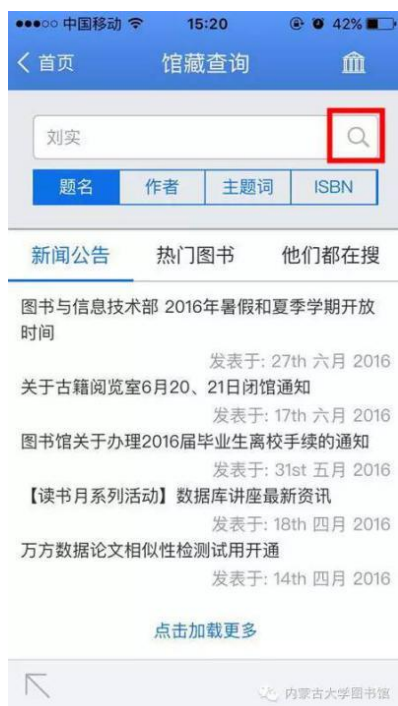 中国移动 15:20 42%
首页 馆藏查询
刘实
题名 作者 主题词 ISBN
新闻公告 热门图书 他们都在搜
图书与信息技术部 2016年暑假和夏季学期开放
时间
发表于: 27th 六月 2016
关于古籍阅览室6月20、21日闭馆通知
发表于: 17th 六月 2016
图书馆关于办理2016届毕业生离校手续的通知
发表于: 31st 五月 2016
【读书月系列活动】数据库讲座最新资讯
发表于: 18th 四月 2016
万方数据论文相似性检测试用开通
发表于: 14th 四月 2016
点击加载更多
内蒙古大学图书馆